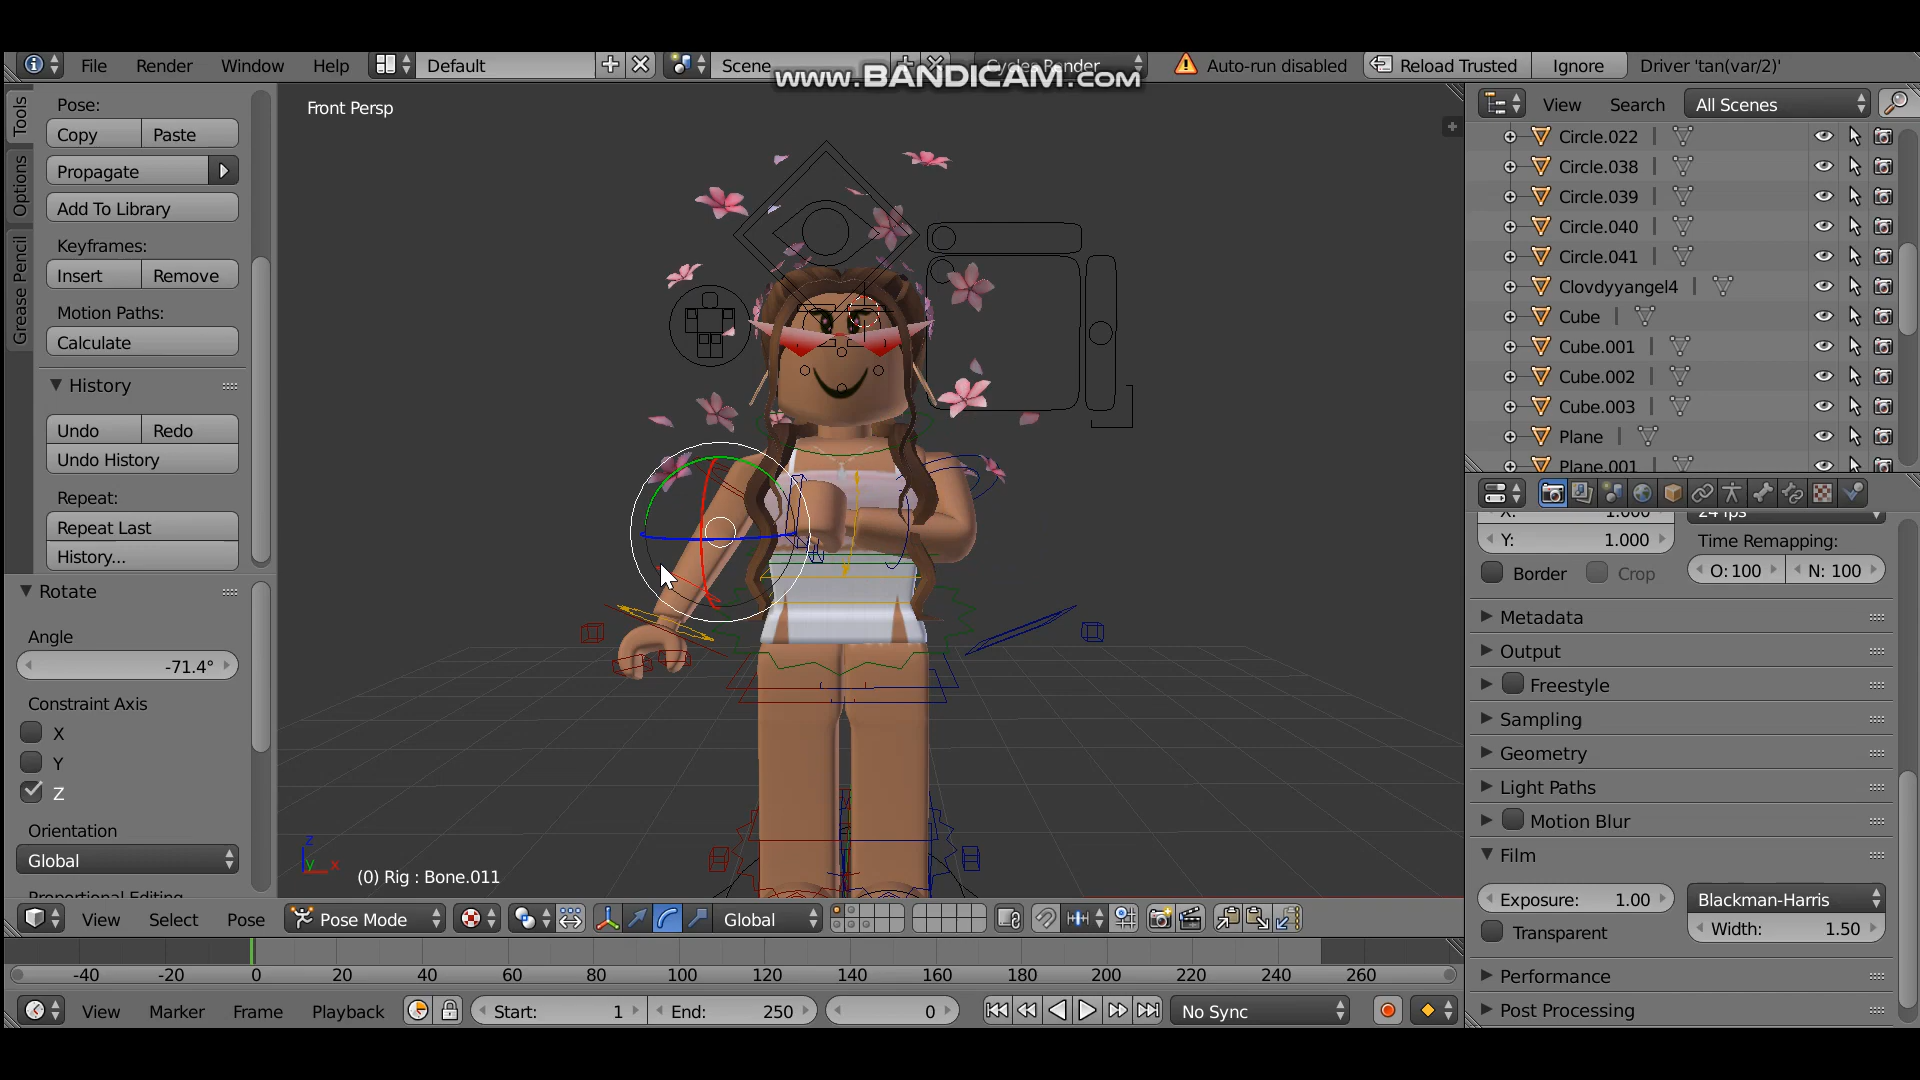 File Render Window Help Default Scene Cycles Render Auto-run disabled Reload Trusted Ignore Driver 'tan(var/2)'
www.BANDICAM.com
Tools
Options
Grease Pencil
Pose:
Copy Paste
Propagate
Add To Library
Keyframes:
Insert Remove
Motion Paths:
Calculate
History
Undo Redo
Undo History
Repeat:
Repeat Last
History...
Rotate
Angle
-71.4°
Constraint Axis
X
Y
Z
Orientation
Global
Proportional Editing
Front Persp
z
y x
(0) Rig : Bone.011
View Select Pose Pose Mode Global
-40 -20 0 20 40 60 80 100 120 140 160 180 200 220 240 260
View Marker Frame Playback Start: 1 End: 250 0 No Sync
View Search All Scenes
Circle.022
Circle.038
Circle.039
Circle.040
Circle.041
Clovdyyangel4
Cube
Cube.001
Cube.002
Cube.003
Plane
Plane.001
X: 1.000 24 fps
Y: 1.000 Time Remapping:
Border Crop O: 100 N: 100
Metadata
Output
Freestyle
Sampling
Geometry
Light Paths
Motion Blur
Film
Exposure: 1.00 Blackman-Harris
Transparent Width: 1.50
Performance
Post Processing